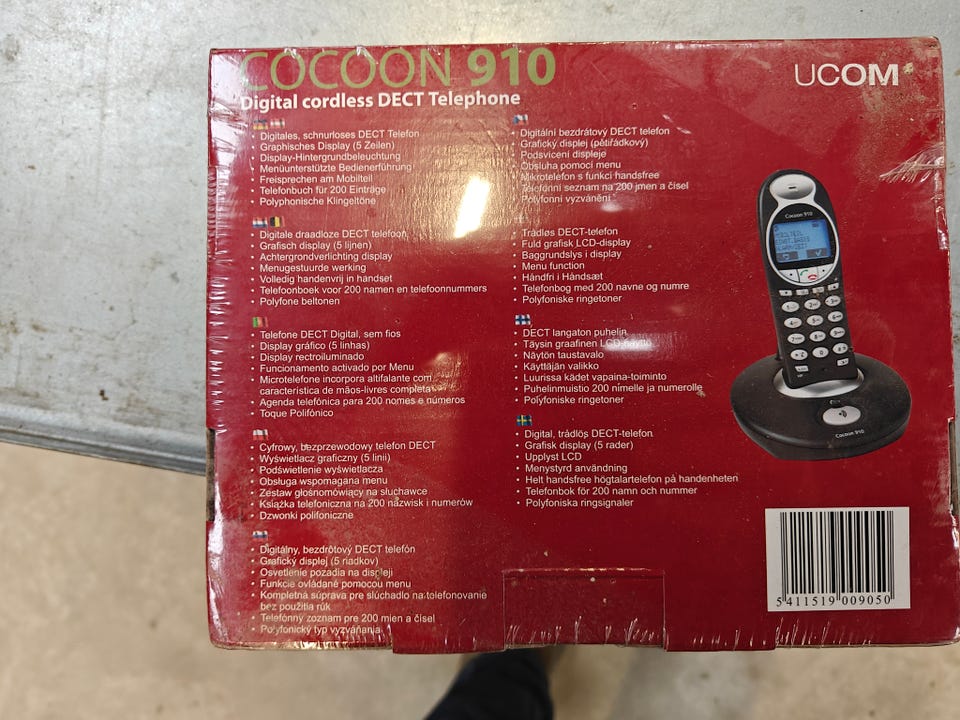 COCOON 910
UCOM
Digital cordless DECT Telephone
• Digitales, schnurloses DECT Telefon
• Graphisches Display (5 Zeilen)
• Display-Hintergrundbeleuchtung
• Menüunterstützte Bedienerführung
• Freisprechen am Mobilteil
• Telefonbuch für 200 Einträge
• Polyphonische Klingeltöne
• Digitale draadloze DECT telefoon
• Grafisch display (5 lijnen)
• Achtergrondverlichting display
• Menugestuurde werking
• Volledig handenvrij in handset
• Telefoonboek voor 200 namen en telefoonnummers
• Polyfone beltonen
• Telefone DECT Digital, sem fios
• Display gráfico (5 linhas)
• Display rectroiluminado
• Funcionamento activado por Menu
• Microtelefone incorpora altifalante com
característica de mãos-livres completas
• Agenda telefónica para 200 nomes e números
• Toque Polifónico
• Cyfrowy, bezprzewodowy telefon DECT
• Wyświetlacz graficzny (5 linii)
• Podświetlenie wyświetlacza
• Obsługa wspomagana menu
• Zestaw głośnomówiący na słuchawce
• Książka telefoniczna na 200 nazwisk i numerów
• Dzwonki polifoniczne
• Digitálny, bezdrôtový DECT telefón
• Grafický displej (5 riadkov)
• Osvetlenie pozadia na displeji
• Funkcie ovládané pomocou menu
• Kompletná súprava pre slúchadlo na telefonovanie
bez použitia rúk
• Telefónny zoznam pre 200 mien a čísel
• Polyfonický typ vyzváňania
• Digitální bezdrátový DECT telefon
• Grafický displej (pětiřádkový)
• Podsvícení displeje
• Obsluha pomocí menu
• Mikrotelefon s funkcí handsfree
• Telefonní seznam na 200 jmen a čísel
• Polyfonní vyzvánění
• Trådløs DECT-telefon
• Fuld grafisk LCD-display
• Baggrundslys i display
• Menu function
• Håndfri i Håndsæt
• Telefonbog med 200 navne og numre
• Polyfoniske ringetoner
• DECT langaton puhelin
• Täysin graafinen LCD-näyttö
• Näytön taustavalo
• Käyttäjän valikko
• Luurissa kädet vapaina-toiminto
• Puhelinmuistio 200 nimelle ja numerolle
• Polyfoniske ringetoner
• Digital, trådlös DECT-telefon
• Grafisk display (5 rader)
• Upplyst LCD
• Menystyrd användning
• Helt handsfree högtalartelefon på handenheten
• Telefonbok för 200 namn och nummer
• Polyfoniska ringsignaler
Cocoon 910
Cocoon 910
5 411519 009050